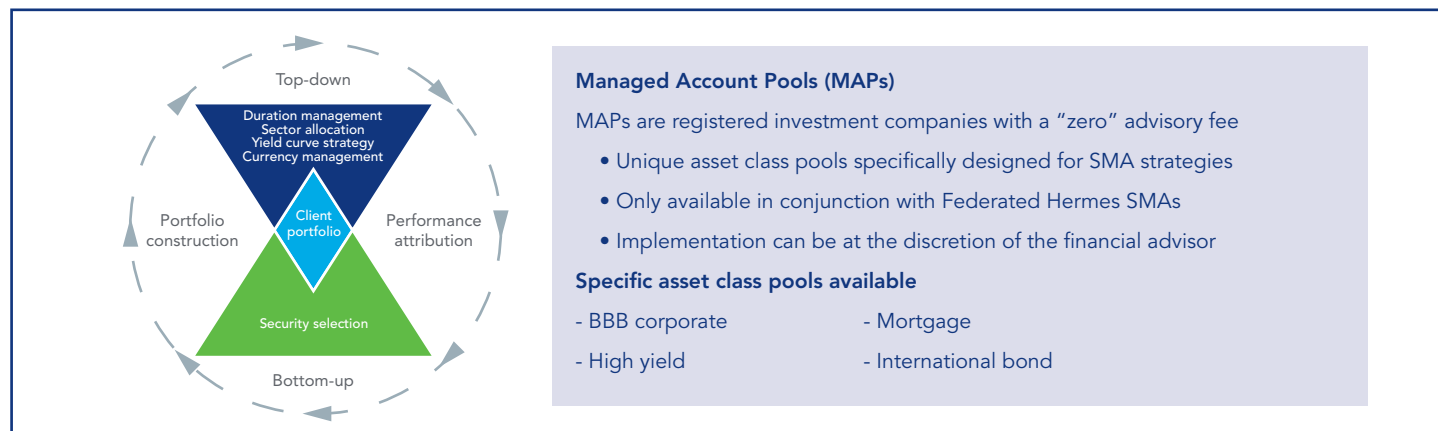 Top-down
Duration management
Sector allocation
Yield curve strategy
Currency management
Client
portfolio
Portfolio
construction
Performance
attribution
Security selection
Bottom-up
Managed Account Pools (MAPs)
MAPs are registered investment companies with a “zero” advisory fee
• Unique asset class pools specifically designed for SMA strategies
• Only available in conjunction with Federated Hermes SMAs
• Implementation can be at the discretion of the financial advisor
Specific asset class pools available
- BBB corporate - Mortgage
- High yield - International bond